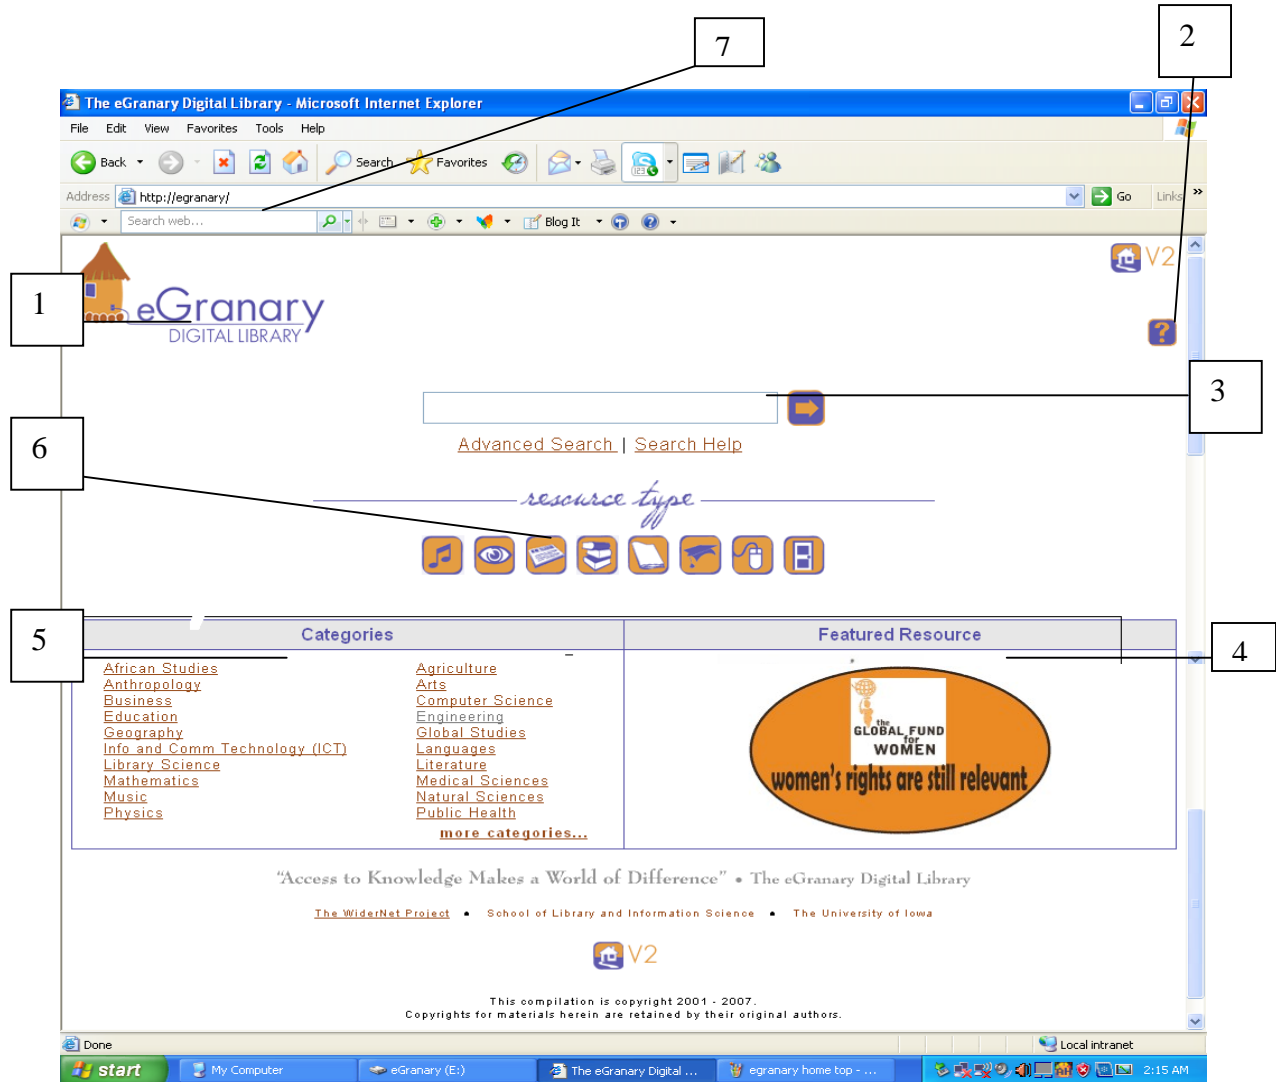 7
2
The eGranary Digital Library - Microsoft Internet Explorer
File Edit View Favorites Tools Help
Back Search Favorites
Address http://egranary/ Go Links »
Search web... Blog It
V2
1
eGranary
DIGITAL LIBRARY
?
3
6
Advanced Search | Search Help
resource type
5
Categories
Featured Resource
4
African Studies Agriculture
Anthropology Arts
Business Computer Science
Education Engineering
Geography Global Studies
Info and Comm Technology (ICT) Languages
Library Science Literature
Mathematics Medical Sciences
Music Natural Sciences
Physics Public Health
more categories...
the
GLOBAL FUND
for
WOMEN
women's rights are still relevant
"Access to Knowledge Makes a World of Difference" • The eGranary Digital Library
The WiderNet Project • School of Library and Information Science • The University of Iowa
V2
This compilation is copyright 2001 - 2007.
Copyrights for materials herein are retained by their original authors.
Done Local intranet
start My Computer eGranary (E:) The eGranary Digital ... egranary home top - ... 2:15 AM